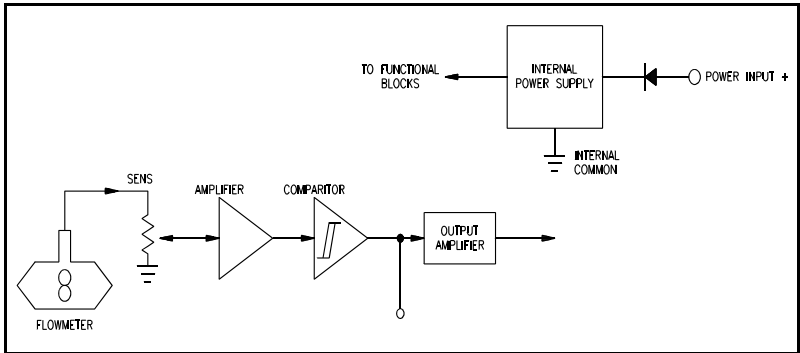 TO FUNCTIONAL
BLOCKS
INTERNAL
POWER SUPPLY
POWER INPUT +
INTERNAL
COMMON
SENS
AMPLIFIER
COMPARITOR
OUTPUT
AMPLIFIER
FLOWMETER